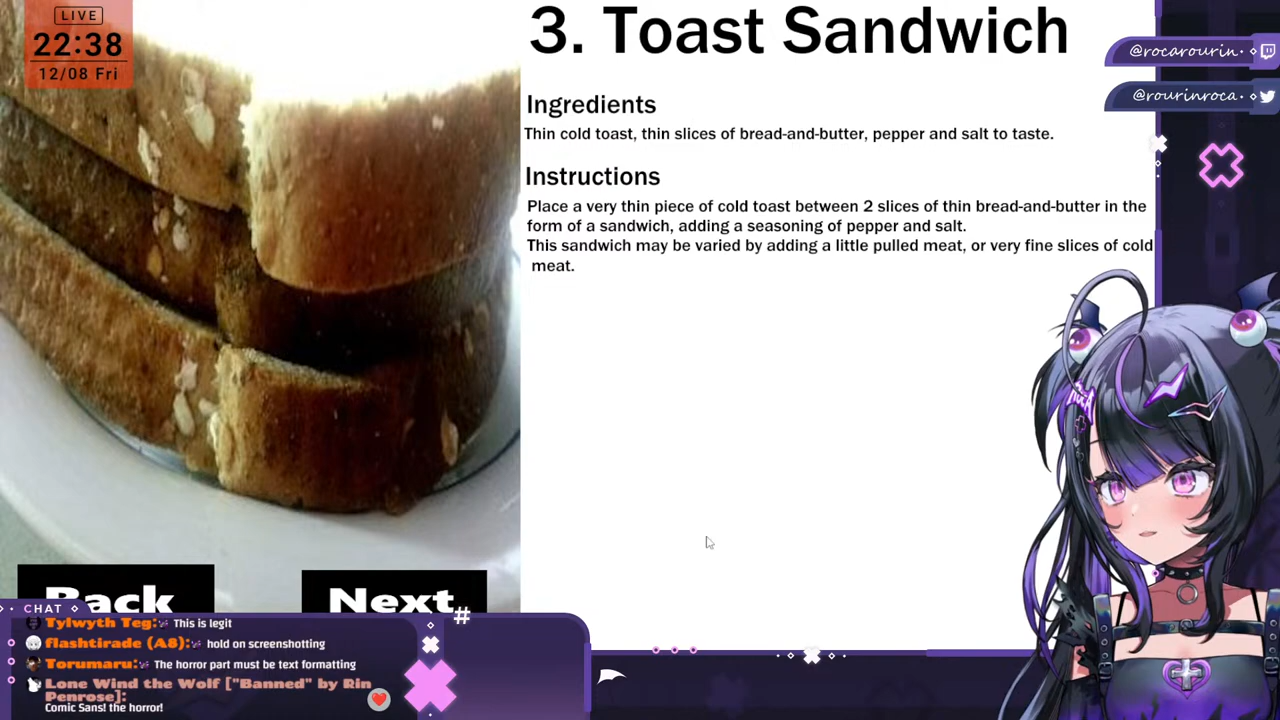 LIVE
22:38
12/08 Fri
3. Toast Sandwich
@rocarourin
@rourinroca
Ingredients
Thin cold toast, thin slices of bread-and-butter, pepper and salt to taste.
Instructions
Place a very thin piece of cold toast between 2 slices of thin bread-and-butter in the
form of a sandwich, adding a seasoning of pepper and salt.
This sandwich may be varied by adding a little pulled meat, or very fine slices of cold
meat.
Back
Next
CHAT
#
Tylwyth Teg: This is legit
flashtirade (A8): hold on screenshotting
Torumaru: The horror part must be text formatting
Lone Wind the Wolf ["Banned" by Rin
Penrose]:
Comic Sans! the horror!